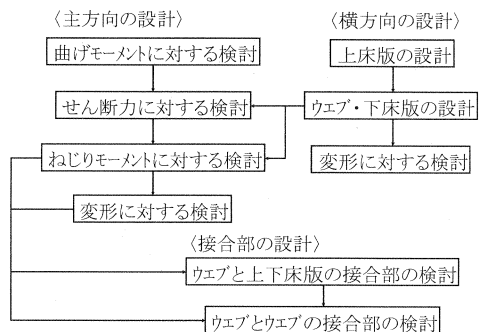 〈主方向の設計〉
曲げモーメントに対する検討
せん断力に対する検討
ねじりモーメントに対する検討
変形に対する検討
〈横方向の設計〉
上床版の設計
ウエブ・下床版の設計
変形に対する検討
〈接合部の設計〉
ウエブと上下床版の接合部の検討
ウエブとウエブの接合部の検討